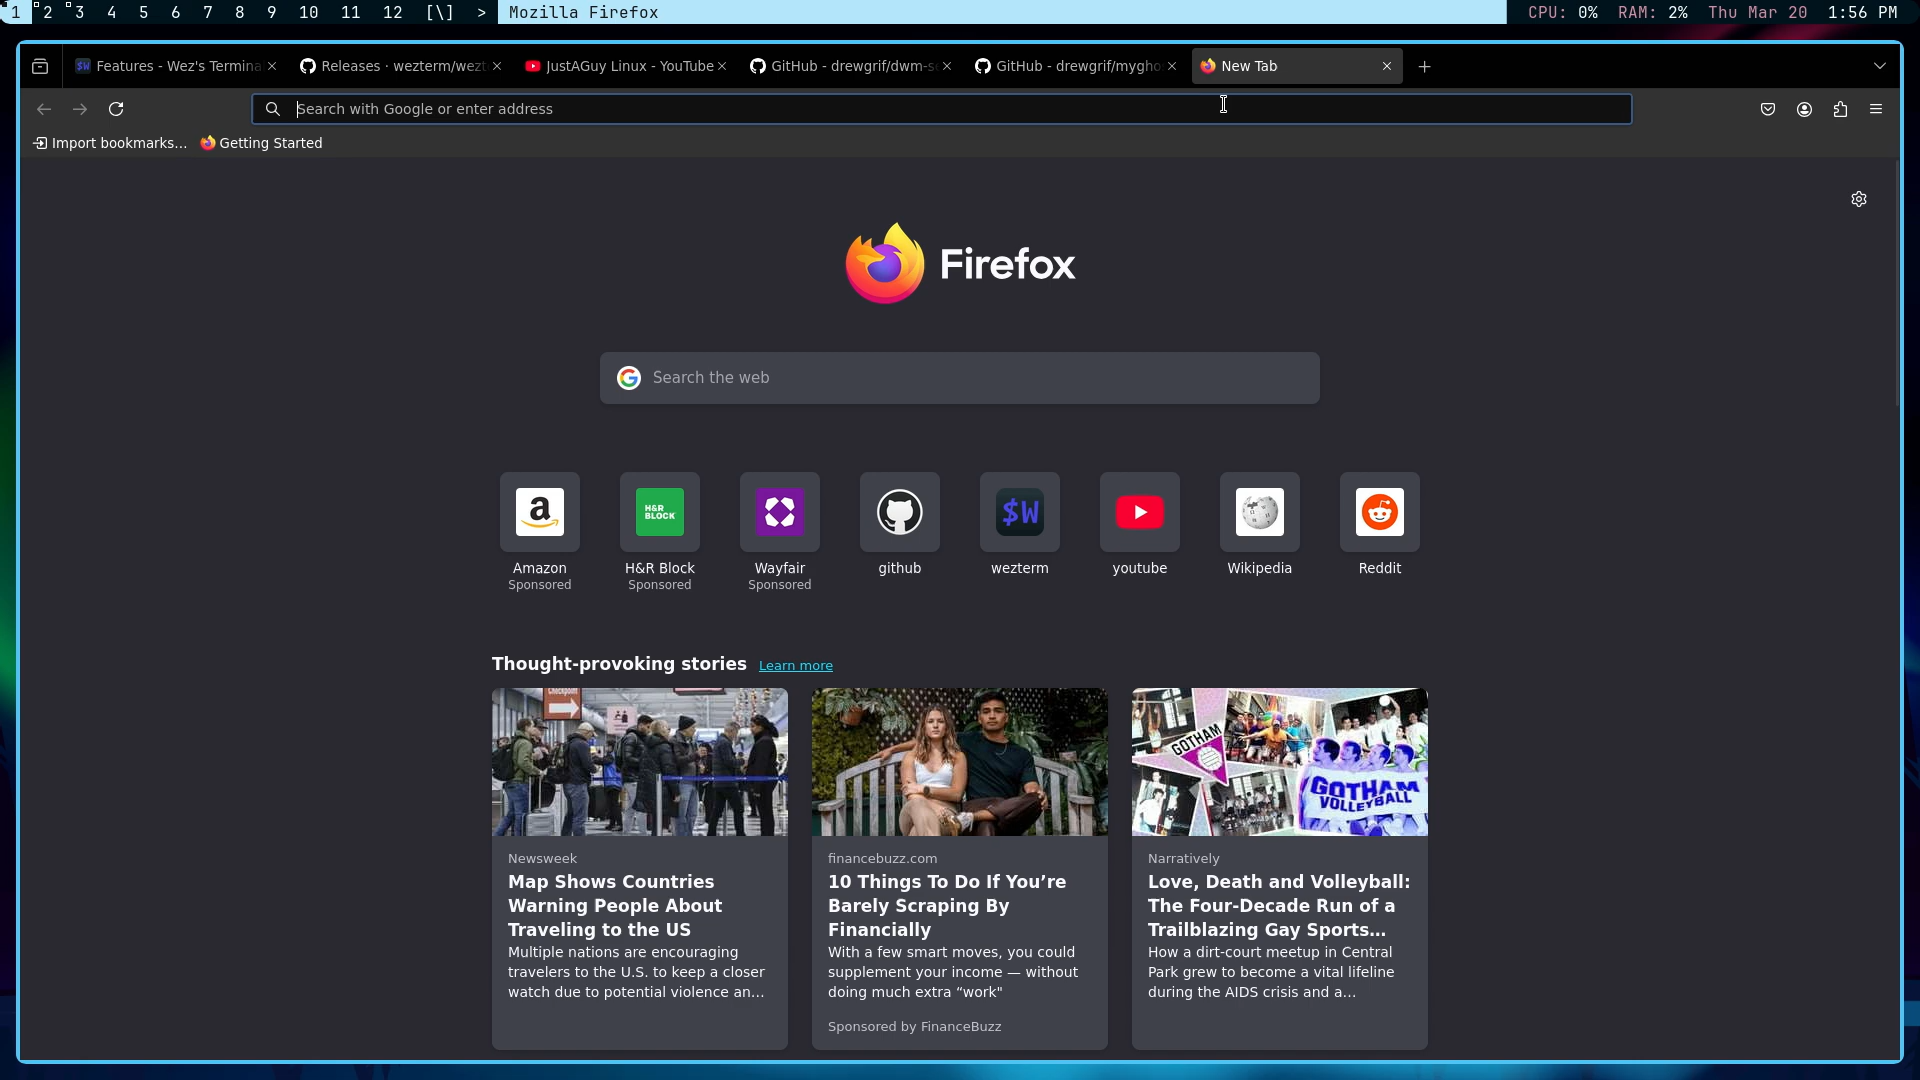 1 2 3 4 5 6 7 8 9 10 11 12 [\] > Mozilla Firefox CPU: 0% RAM: 2% Thu Mar 20 1:56 PM
Features - Wez's Termina Releases · wezterm/wezt JustAGuy Linux - YouTube GitHub - drewgrif/dwm-s GitHub - drewgrif/mygho New Tab
Search with Google or enter address
Import bookmarks... Getting Started
Firefox
Search the web
a H&R BLOCK $W
Amazon H&R Block Wayfair github wezterm youtube Wikipedia Reddit
Sponsored Sponsored Sponsored
Thought-provoking stories Learn more
Checkpoint
GOTHAM
GOTHAM
VOLLEYBALL
Newsweek
Map Shows Countries
Warning People About
Traveling to the US
Multiple nations are encouraging
travelers to the U.S. to keep a closer
watch due to potential violence an...
financebuzz.com
10 Things To Do If You’re
Barely Scraping By
Financially
With a few smart moves, you could
supplement your income — without
doing much extra “work"
Sponsored by FinanceBuzz
Narratively
Love, Death and Volleyball:
The Four-Decade Run of a
Trailblazing Gay Sports...
How a dirt-court meetup in Central
Park grew to become a vital lifeline
during the AIDS crisis and a...